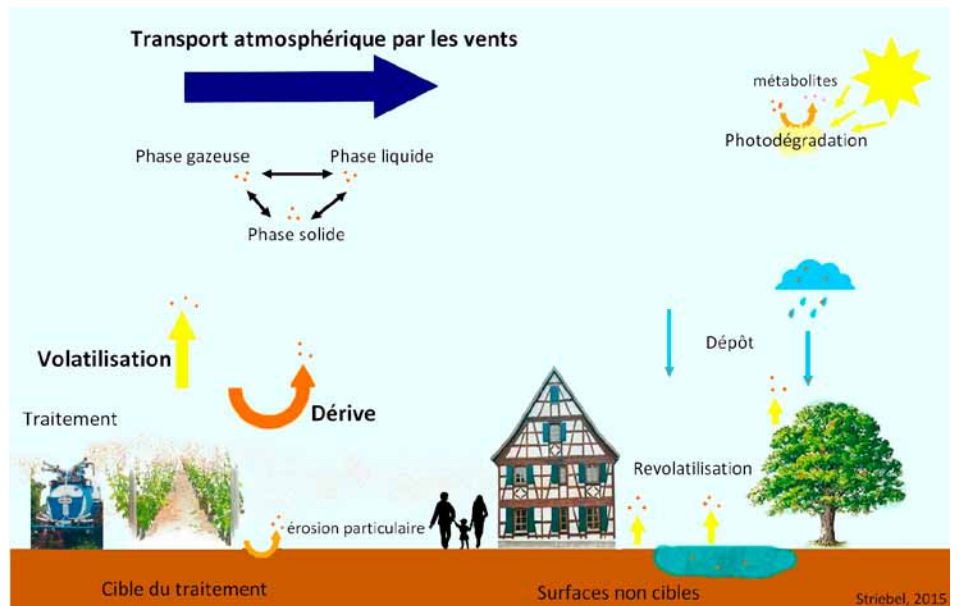 Transport atmosphérique par les vents
métabolites
Photodégradation
Phase gazeuse
Phase liquide
Phase solide
Volatilisation
Dépôt
Dérive
Traitement
Revolatilisation
érosion particulaire
Cible du traitement
Surfaces non cibles
Striebel, 2015